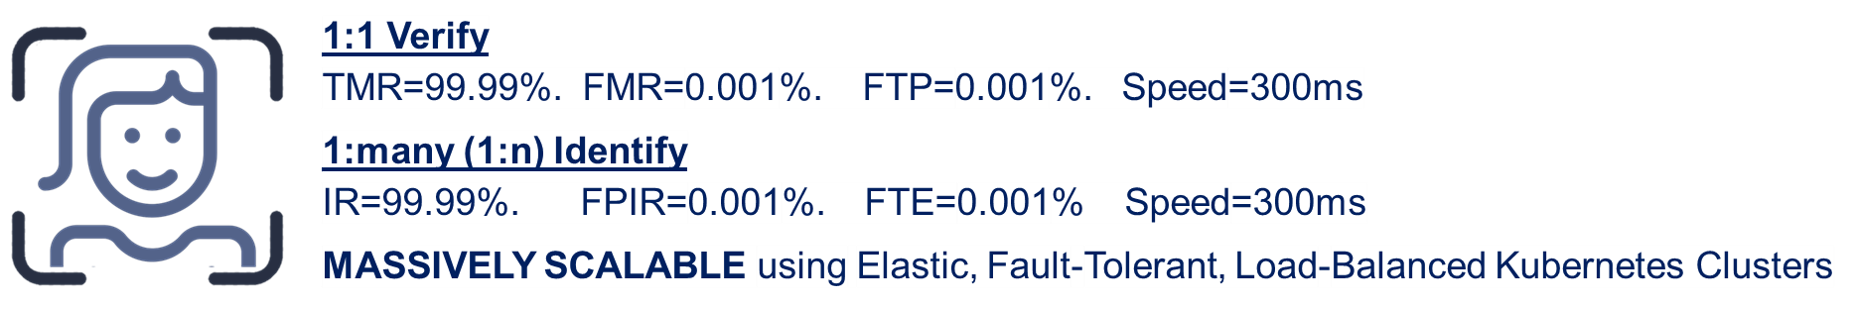 1:1 Verify
TMR=99.99%. FMR=0.001%. FTP=0.001%. Speed=300ms
1:many (1:n) Identify
IR=99.99%. FPIR=0.001%. FTE=0.001% Speed=300ms
MASSIVELY SCALABLE using Elastic, Fault-Tolerant, Load-Balanced Kubernetes Clusters